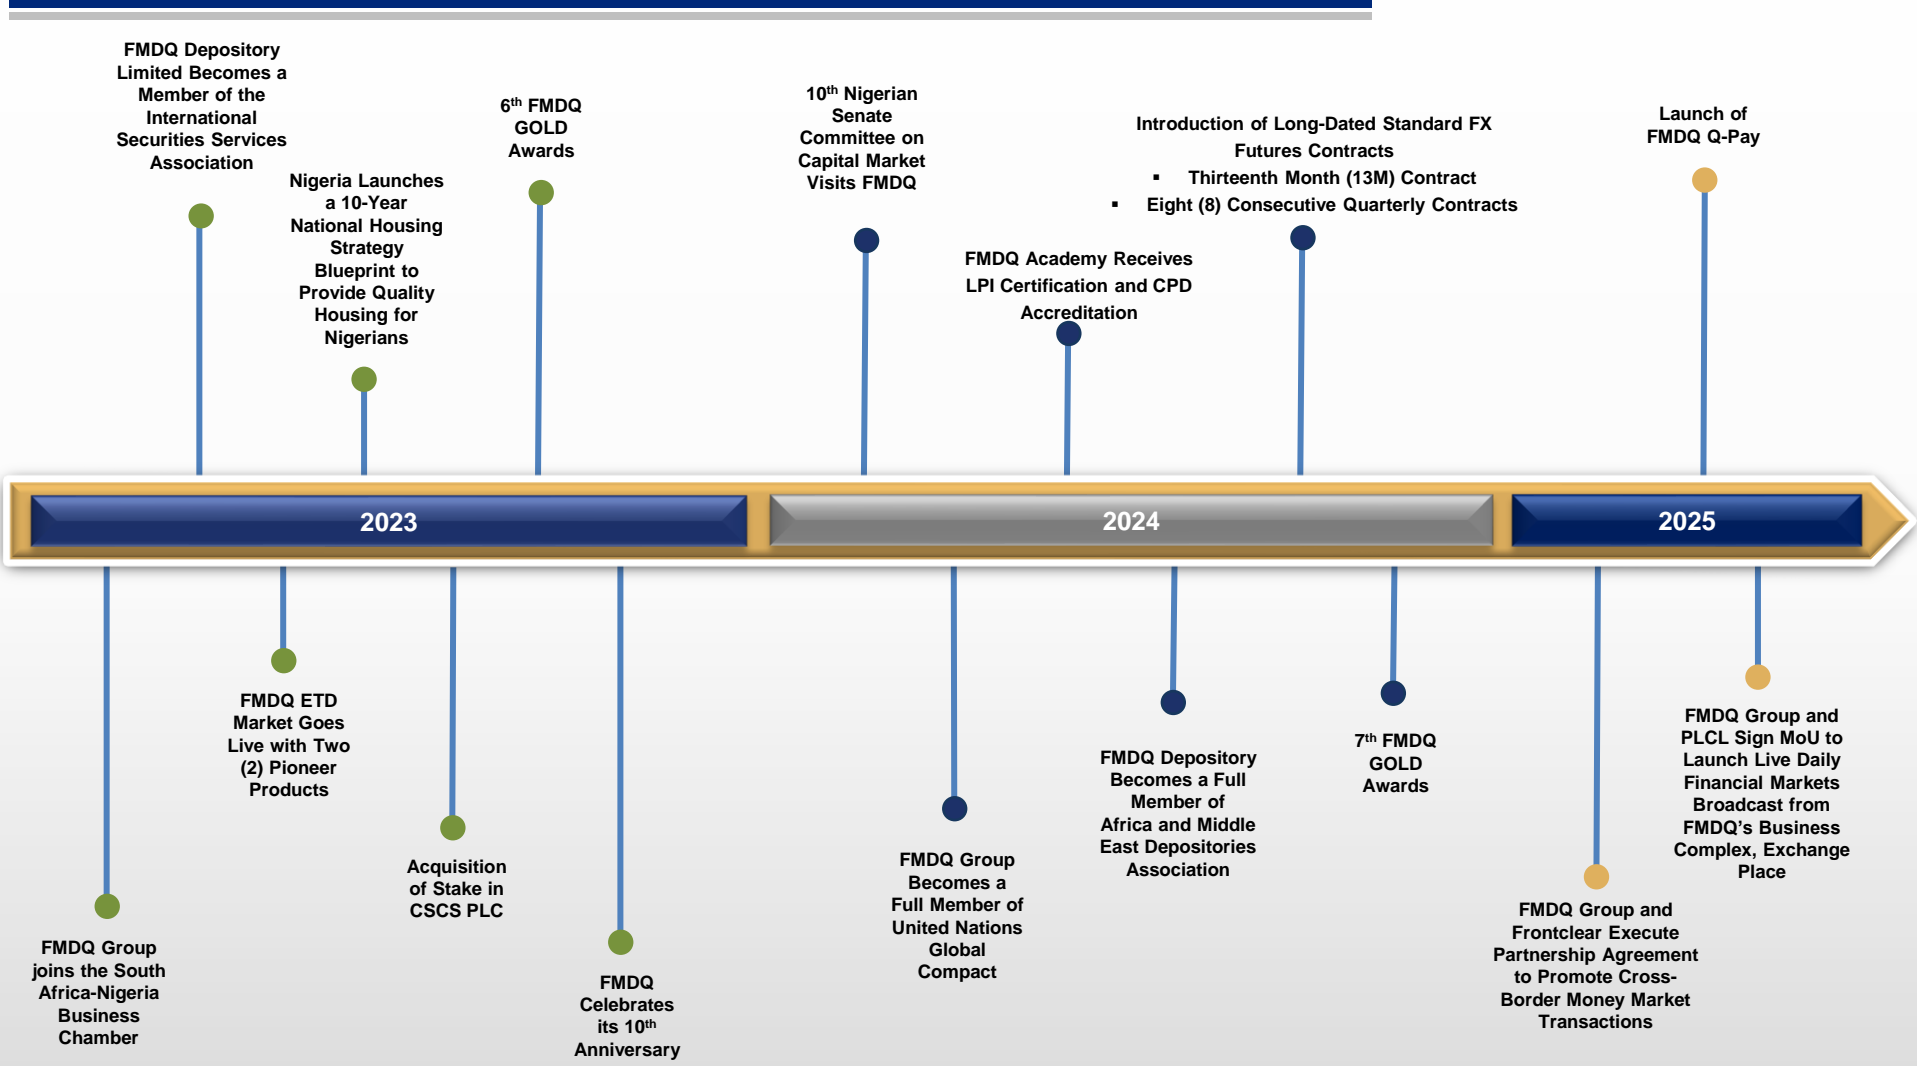 FMDQ Depository
Limited Becomes a
Member of the
International
Securities Services
Association
Nigeria Launches
a 10-Year
National Housing
Strategy
Blueprint to
Provide Quality
Housing for
Nigerians
6th FMDQ
GOLD
Awards
10th Nigerian
Senate
Committee on
Capital Market
Visits FMDQ
FMDQ Academy Receives
LPI Certification and CPD
Accreditation
Introduction of Long-Dated Standard FX
Futures Contracts
▪ Thirteenth Month (13M) Contract
▪ Eight (8) Consecutive Quarterly Contracts
Launch of
FMDQ Q-Pay
2023
2024
2025
FMDQ Group
joins the South
Africa-Nigeria
Business
Chamber
FMDQ ETD
Market Goes
Live with Two
(2) Pioneer
Products
Acquisition
of Stake in
CSCS PLC
FMDQ
Celebrates
its 10th
Anniversary
FMDQ Group
Becomes a
Full Member of
United Nations
Global
Compact
FMDQ Depository
Becomes a Full
Member of
Africa and Middle
East Depositories
Association
7th FMDQ
GOLD
Awards
FMDQ Group and
Frontclear Execute
Partnership Agreement
to Promote Cross-
Border Money Market
Transactions
FMDQ Group and
PLCL Sign MoU to
Launch Live Daily
Financial Markets
Broadcast from
FMDQ’s Business
Complex, Exchange
Place